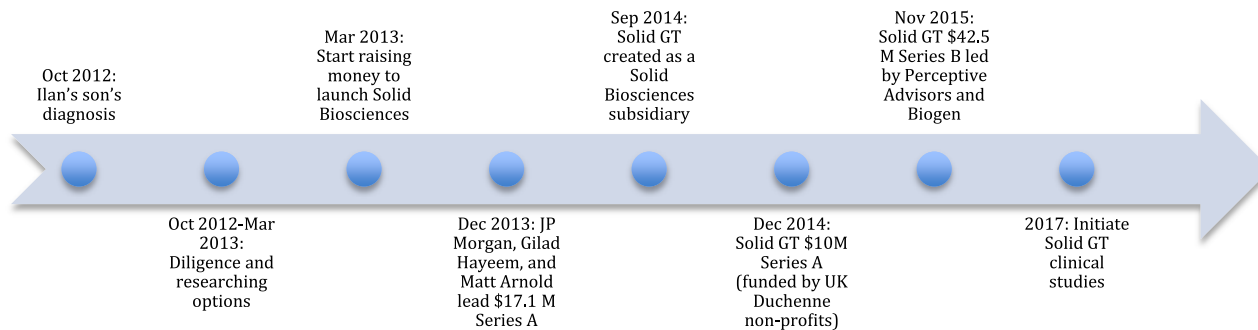 Oct 2012:
Ilan’s son’s
diagnosis
Oct 2012-Mar
2013:
Diligence and
researching
options
Mar 2013:
Start raising
money to
launch Solid
Biosciences
Dec 2013: JP
Morgan, Gilad
Hayeem, and
Matt Arnold
lead $17.1 M
Series A
Sep 2014:
Solid GT
created as a
Solid
Biosciences
subsidiary
Dec 2014:
Solid GT $10M
Series A
(funded by UK
Duchenne
non-profits)
Nov 2015:
Solid GT $42.5
M Series B led
by Perceptive
Advisors and
Biogen
2017: Initiate
Solid GT
clinical
studies